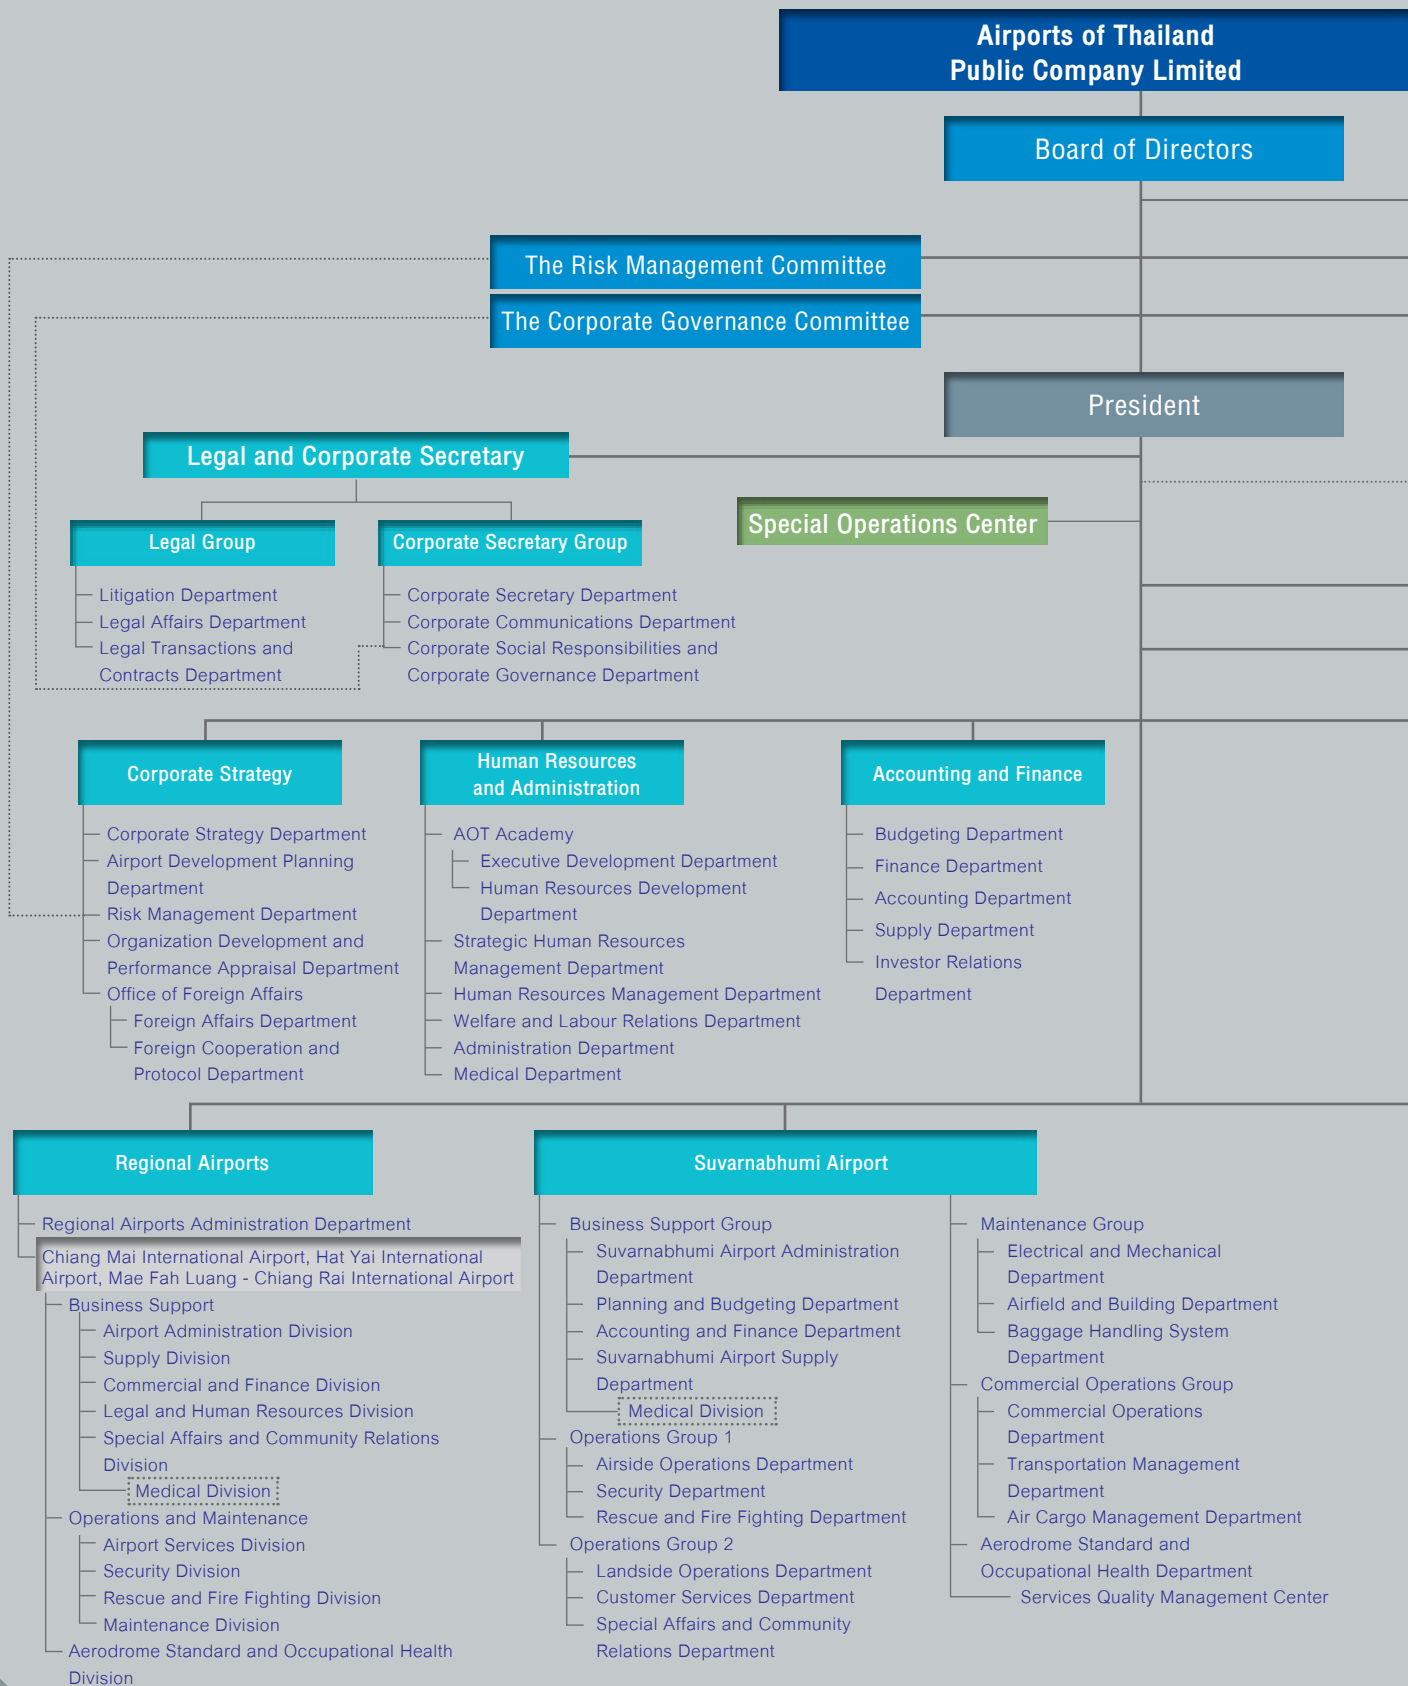 Airports of Thailand
Public Company Limited
Board of Directors
The Risk Management Committee
The Corporate Governance Committee
President
Legal and Corporate Secretary
Special Operations Center
Legal Group
Litigation Department
Legal Affairs Department
Legal Transactions and
Contracts Department
Corporate Secretary Group
Corporate Secretary Department
Corporate Communications Department
Corporate Social Responsibilities and
Corporate Governance Department
Corporate Strategy
Corporate Strategy Department
Airport Development Planning
Department
Risk Management Department
Organization Development and
Performance Appraisal Department
Office of Foreign Affairs
Foreign Affairs Department
Foreign Cooperation and
Protocol Department
Human Resources
and Administration
AOT Academy
Executive Development Department
Human Resources Development
Department
Strategic Human Resources
Management Department
Human Resources Management Department
Welfare and Labour Relations Department
Administration Department
Medical Department
Accounting and Finance
Budgeting Department
Finance Department
Accounting Department
Supply Department
Investor Relations
Department
Regional Airports
Regional Airports Administration Department
Chiang Mai International Airport, Hat Yai International
Airport, Mae Fah Luang - Chiang Rai International Airport
Business Support
Airport Administration Division
Supply Division
Commercial and Finance Division
Legal and Human Resources Division
Special Affairs and Community Relations
Division
Medical Division
Operations and Maintenance
Airport Services Division
Security Division
Rescue and Fire Fighting Division
Maintenance Division
Aerodrome Standard and Occupational Health
Division
Suvarnabhumi Airport
Business Support Group
Suvarnabhumi Airport Administration
Department
Planning and Budgeting Department
Accounting and Finance Department
Suvarnabhumi Airport Supply
Department
Medical Division
Operations Group 1
Airside Operations Department
Security Department
Rescue and Fire Fighting Department
Operations Group 2
Landside Operations Department
Customer Services Department
Special Affairs and Community
Relations Department
Maintenance Group
Electrical and Mechanical
Department
Airfield and Building Department
Baggage Handling System
Department
Commercial Operations Group
Commercial Operations
Department
Transportation Management
Department
Air Cargo Management Department
Aerodrome Standard and
Occupational Health Department
Services Quality Management Center